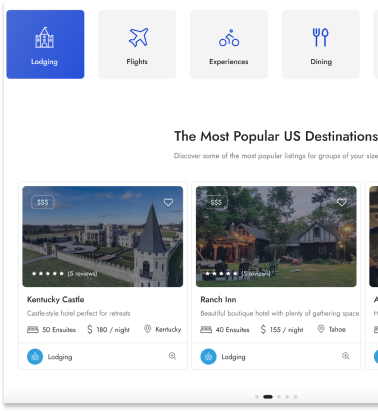 Lodging
Flights
Experiences
Dining
The Most Popular US Destinations
Discover some of the most popular listings for groups of your size
$$$
(5 reviews)
Kentucky Castle
Castle-style hotel perfect for retreats
50 Ensuites $ 180 / night Kentucky
Lodging
$$$
(5 reviews)
Ranch Inn
Beautiful boutique hotel with plenty of gathering space
40 Ensuites $ 155 / night Tahoe
Lodging